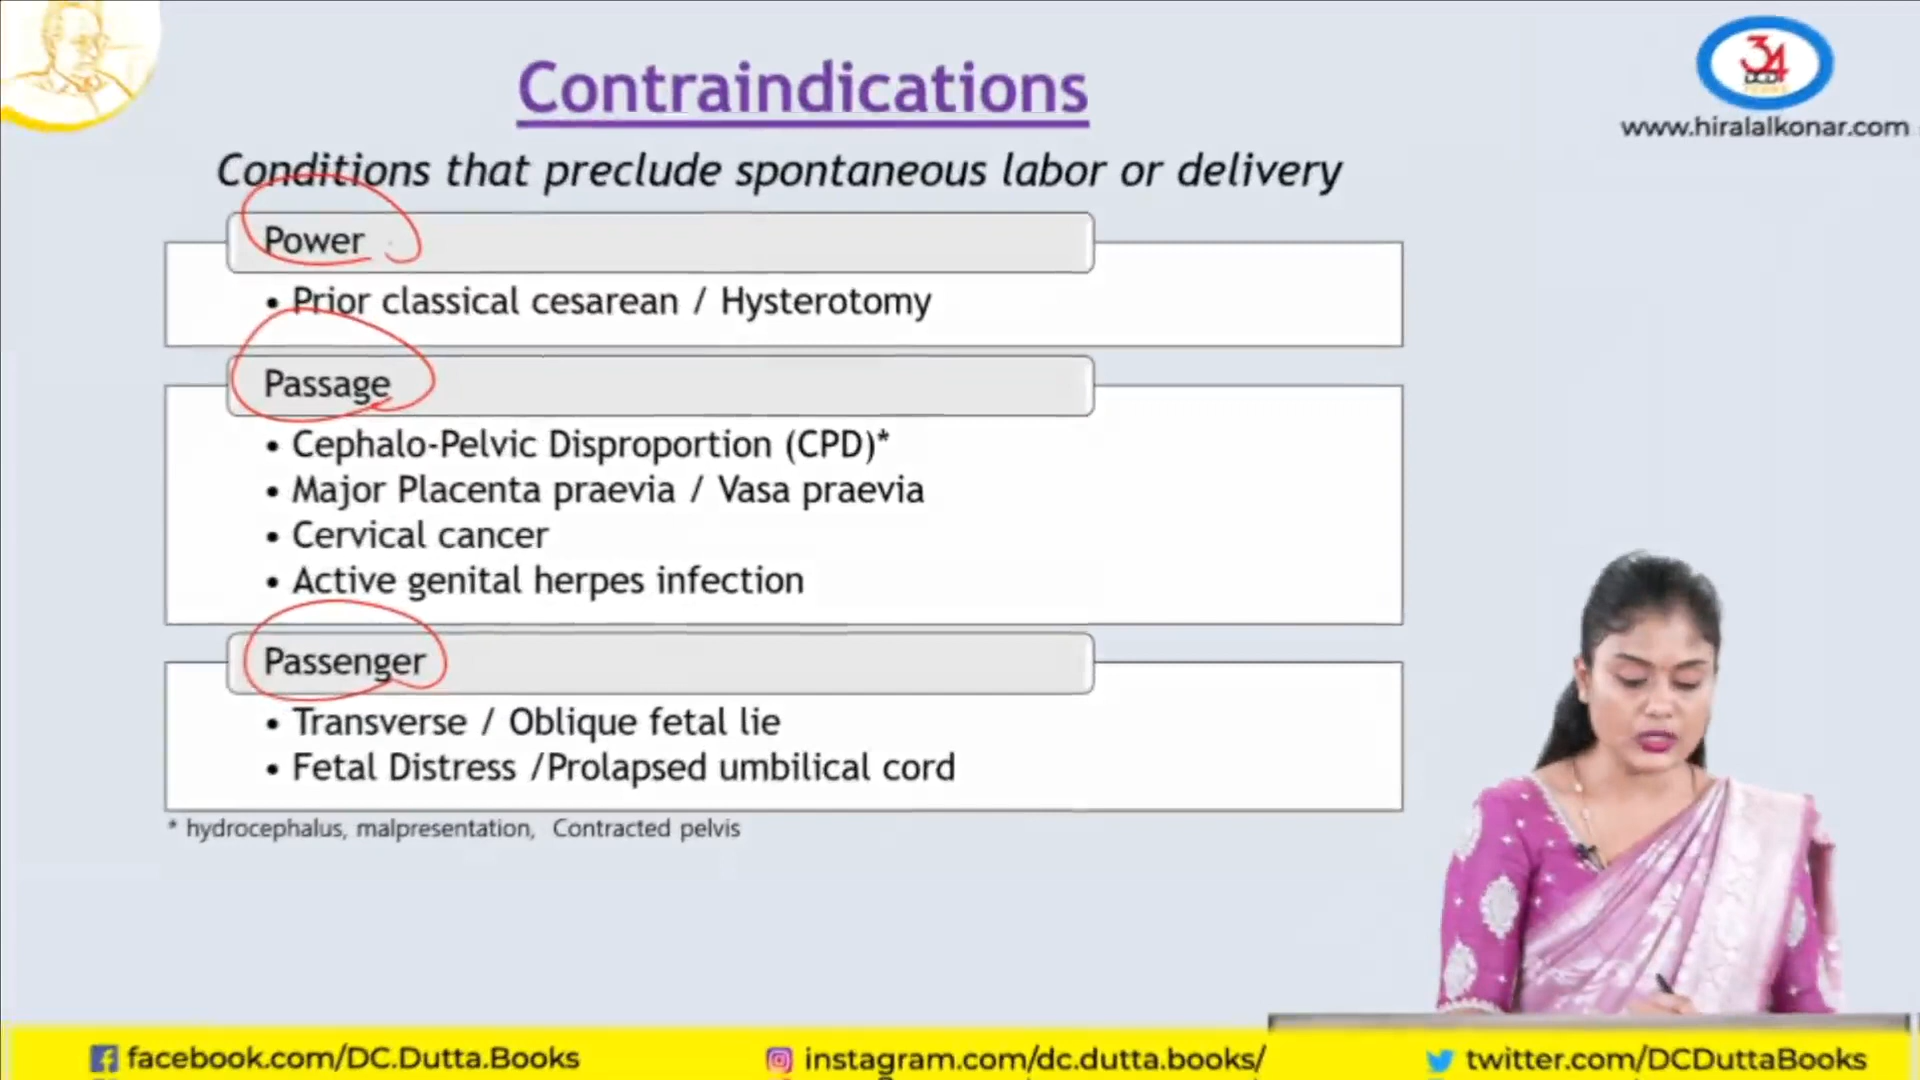 Contraindications
34
DCD
YEARS
www.hiralalkonar.com
Conditions that preclude spontaneous labor or delivery
Power
• Prior classical cesarean / Hysterotomy
Passage
• Cephalo-Pelvic Disproportion (CPD)*
• Major Placenta praevia / Vasa praevia
• Cervical cancer
• Active genital herpes infection
Passenger
• Transverse / Oblique fetal lie
• Fetal Distress /Prolapsed umbilical cord
* hydrocephalus, malpresentation, Contracted pelvis
facebook.com/DC.Dutta.Books
instagram.com/dc.dutta.books/
twitter.com/DCDuttaBooks